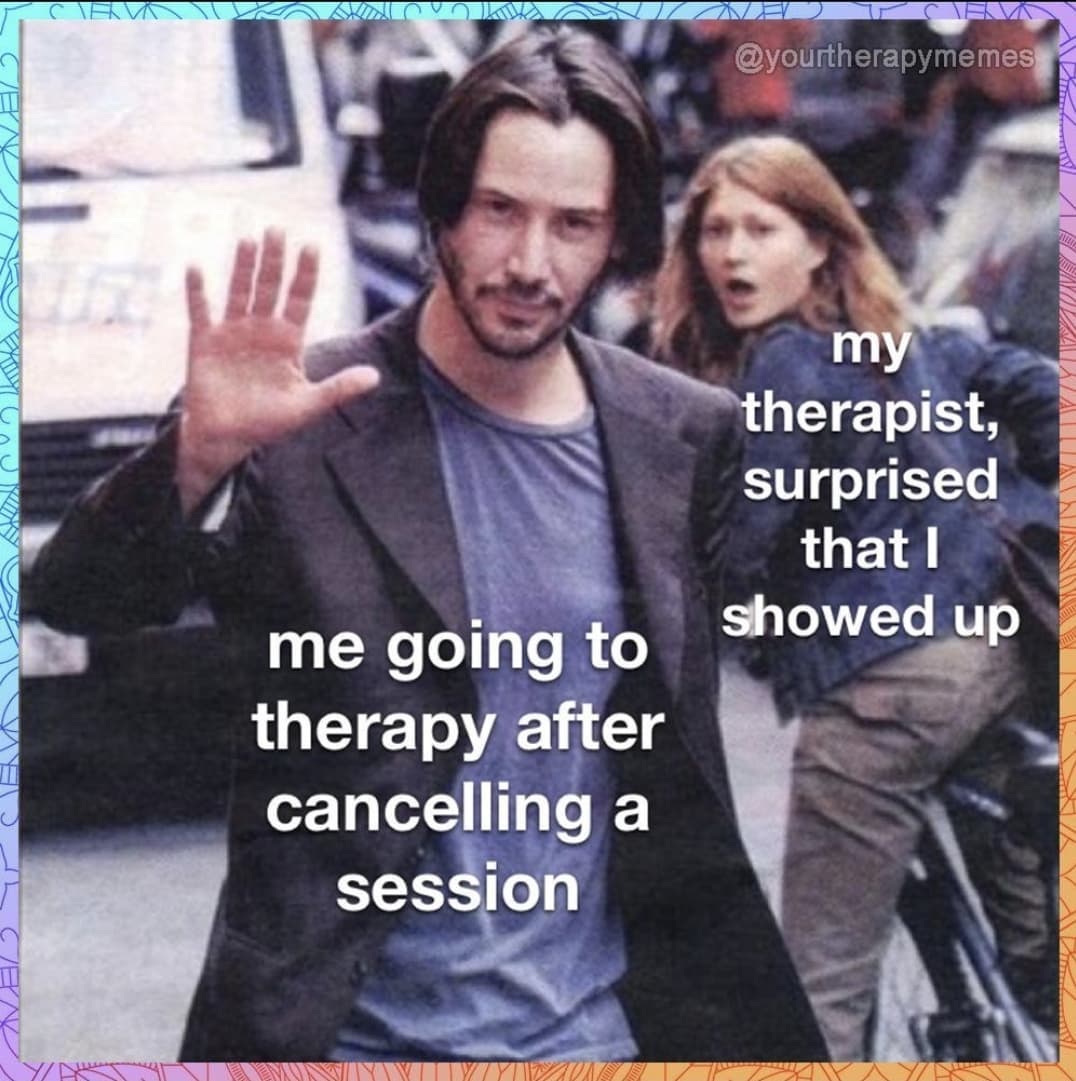 @yourtherapymemes
my
therapist,
surprised
that I
showed up
me going to
therapy after
cancelling a
session